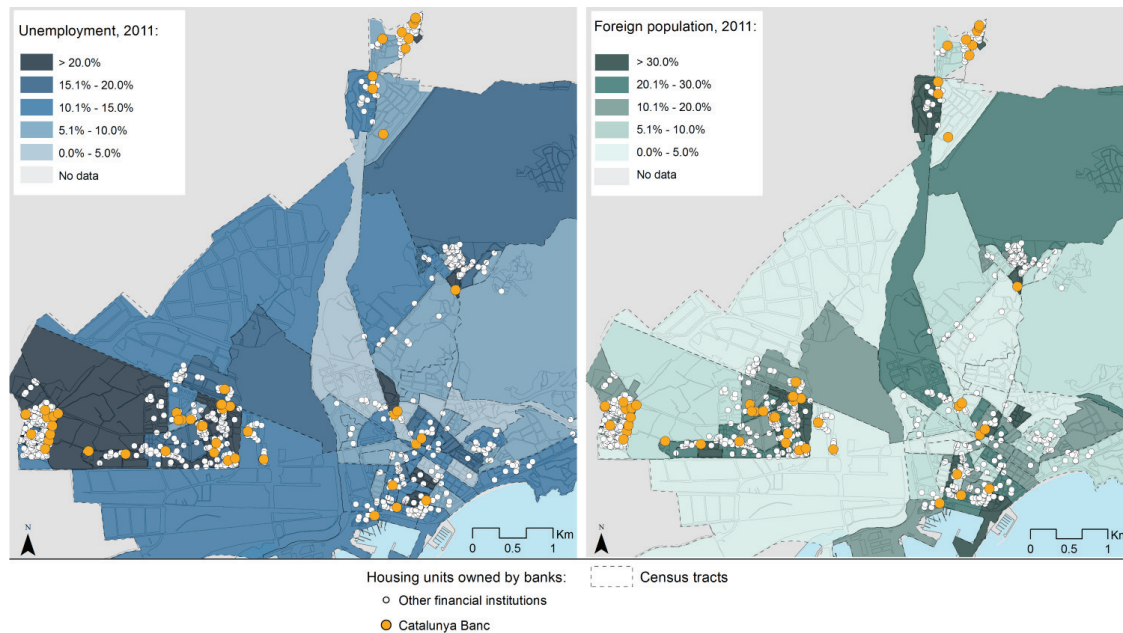 Unemployment, 2011:
> 20.0%
15.1% - 20.0%
10.1% - 15.0%
5.1% - 10.0%
0.0% - 5.0%
No data
N
0 0.5 1
Km
Foreign population, 2011:
> 30.0%
20.1% - 30.0%
10.1% - 20.0%
5.1% - 10.0%
0.0% - 5.0%
No data
N
0 0.5 1
Km
Housing units owned by banks:
Census tracts
Other financial institutions
Catalunya Banc